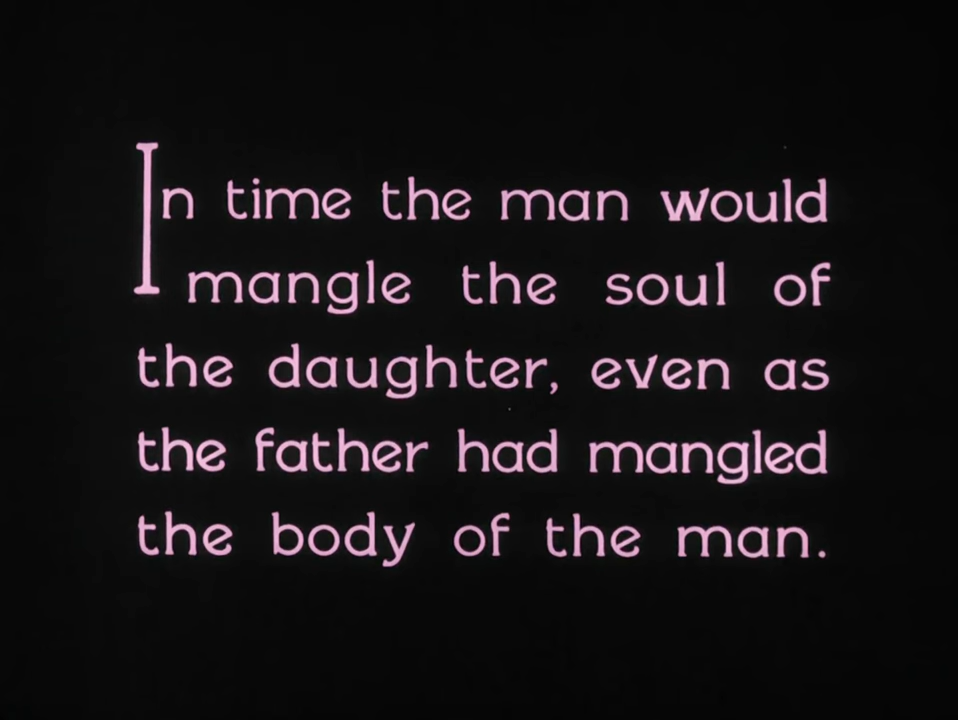 In time the man would
mangle the soul of
the daughter, even as
the father had mangled
the body of the man.